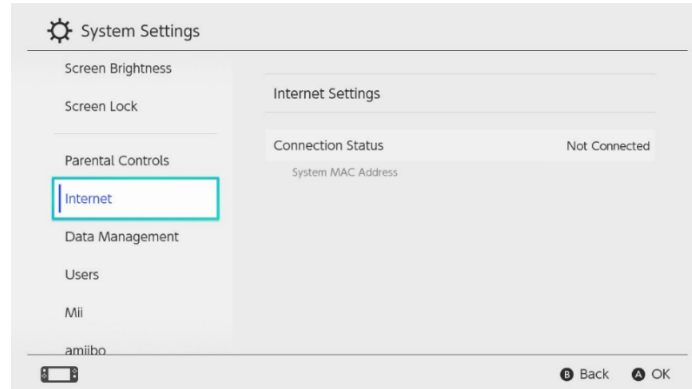 System Settings
Screen Brightness
Screen Lock
Parental Controls
Internet
Data Management
Users
Mii
amiibo
Internet Settings
Connection Status Not Connected
System MAC Address
B Back A OK